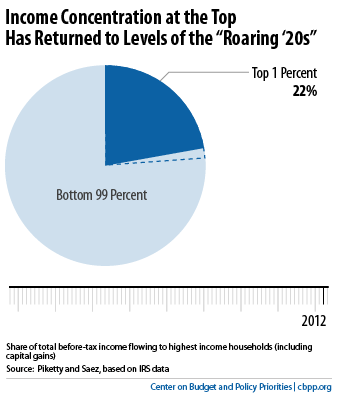 Income Concentration at the Top
Has Returned to Levels of the “Roaring ‘20s”
Top 1 Percent
22%
Bottom 99 Percent
2012
Share of total before-tax income flowing to highest income households (including
capital gains)
Source: Piketty and Saez, based on IRS data
Center on Budget and Policy Priorities | cbpp.org